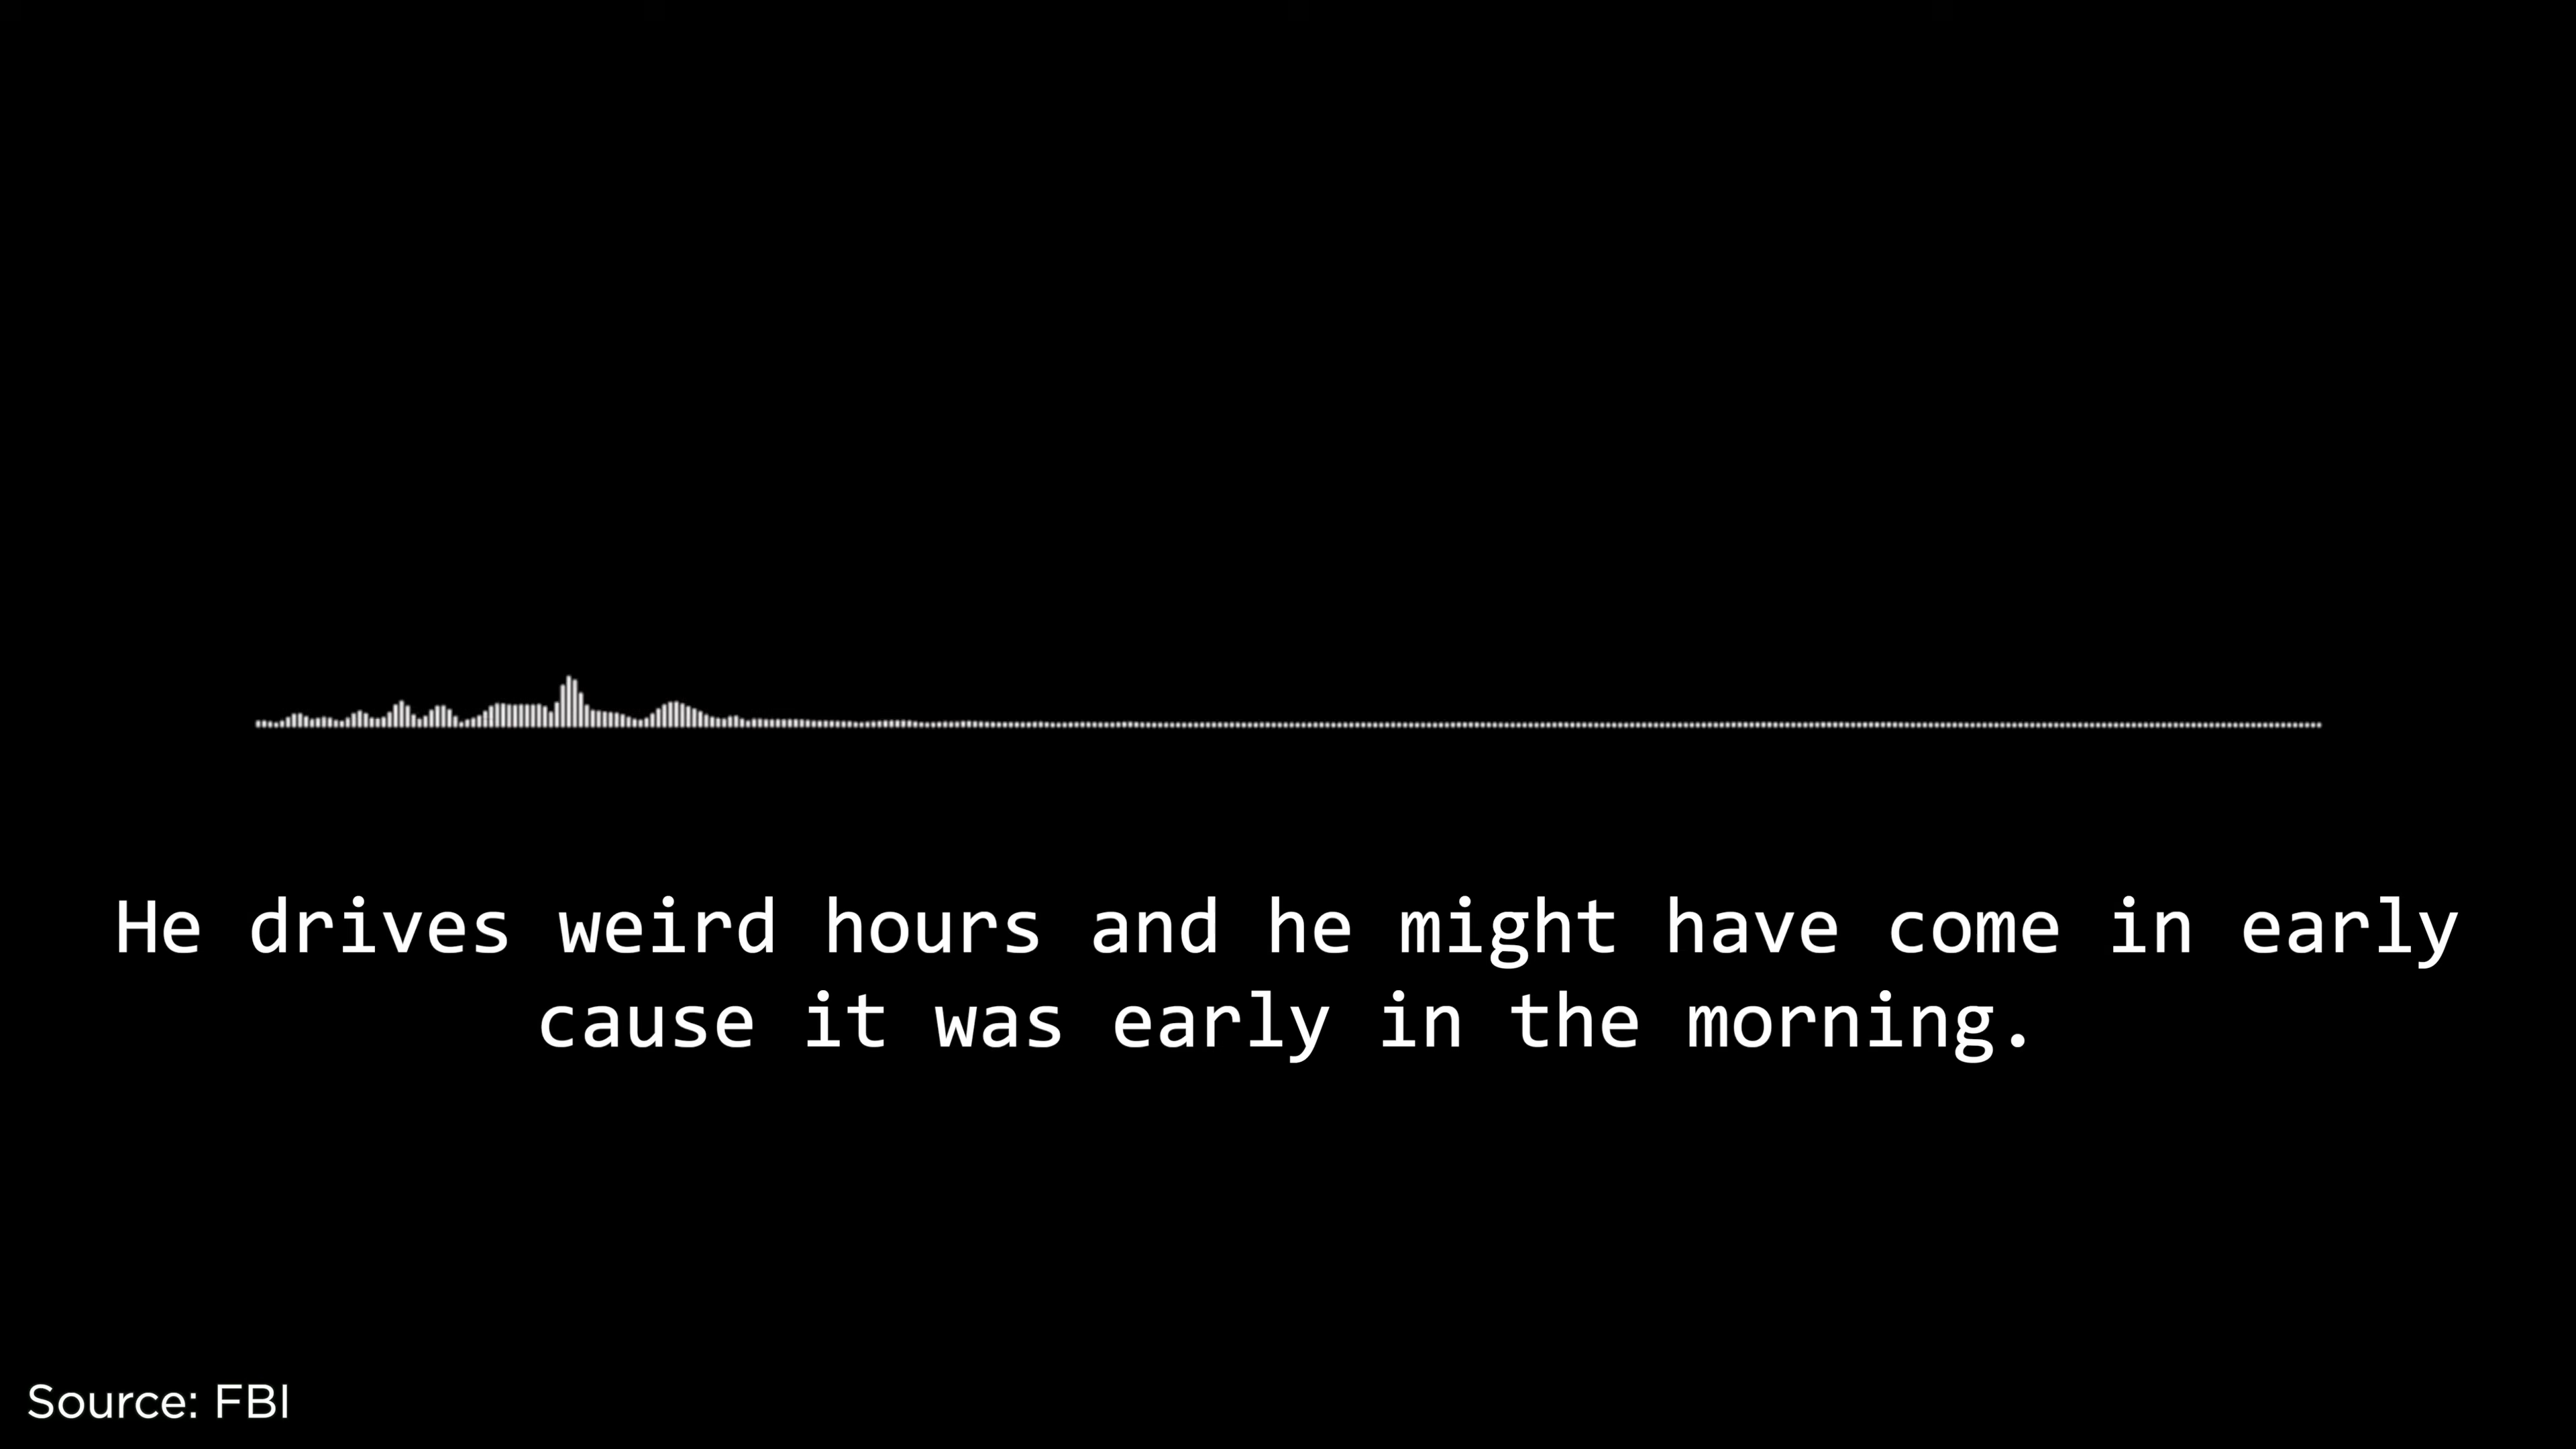 He drives weird hours and he might have come in early
cause it was early in the morning.
Source: FBI